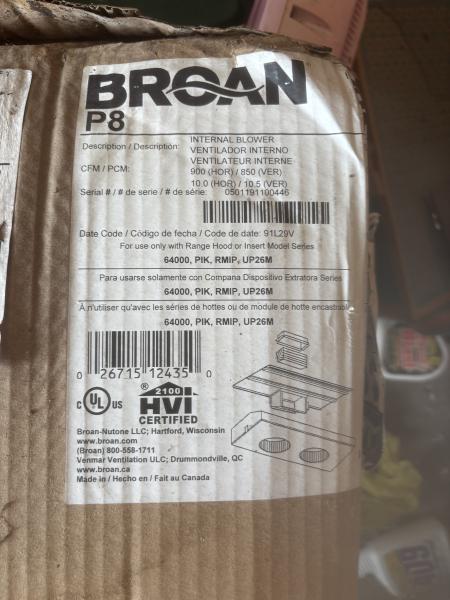 BROAN
P8
Description / Description: INTERNAL BLOWER
VENTILADOR INTERNO
VENTILATEUR INTERNE
CFM / PCM: 900 (HOR) / 850 (VER)
10.0 (HOR) / 10.5 (VER)
Serial # / # de serie / # de série: 0501191100446
Date Code / Código de fecha / Code de date: 91L29V
For use only with Range Hood or Insert Model Series
64000, PIK, RMIP, UP26M
Para usarse solamente con Campana Dispositivo Extratora Series
64000, PIK, RMIP, UP26M
À n'utiliser qu'avec les séries de hottes ou de module de hotte encastrable
64000, PIK, RMIP, UP26M
0 26715 12435 0
C UL US
® 2100
HVI
CERTIFIED
Broan-Nutone LLC; Hartford, Wisconsin
www.broan.com
(Broan) 800-558-1711
Venmar Ventilation ULC; Drummondville, QC
www.broan.ca
Made in / Hecho en / Fait au Canada